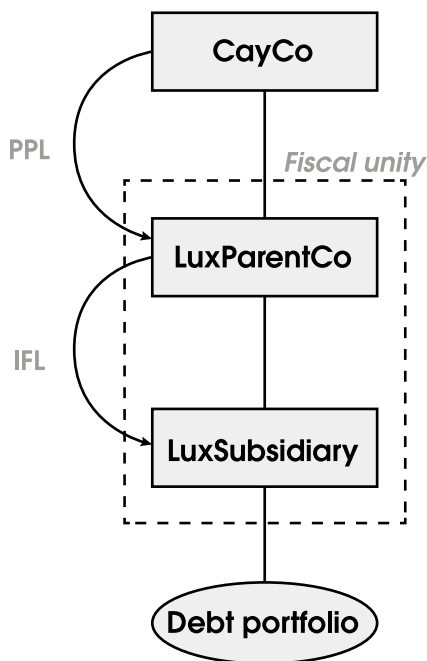 CayCo
PPL
Fiscal unity
LuxParentCo
IFL
LuxSubsidiary
Debt portfolio